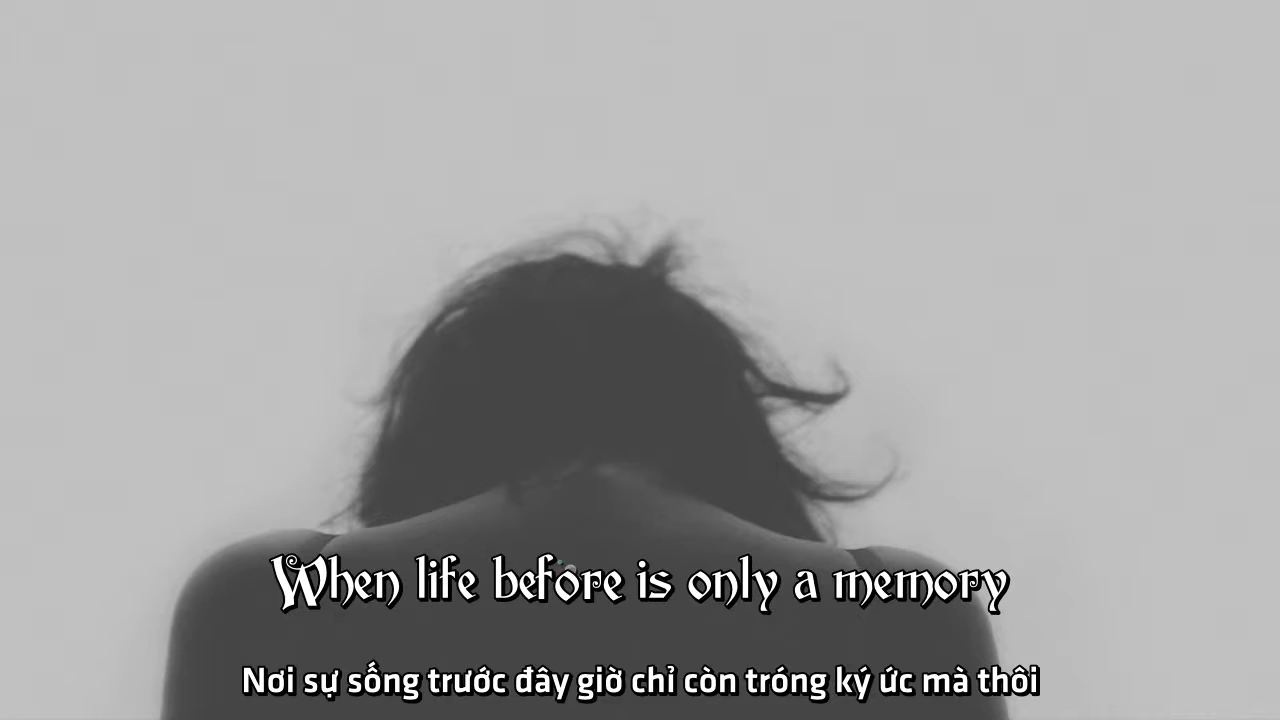 When life before is only a memory
Nơi sự sống trước đây giờ chỉ còn tróng ký ức mà thôi